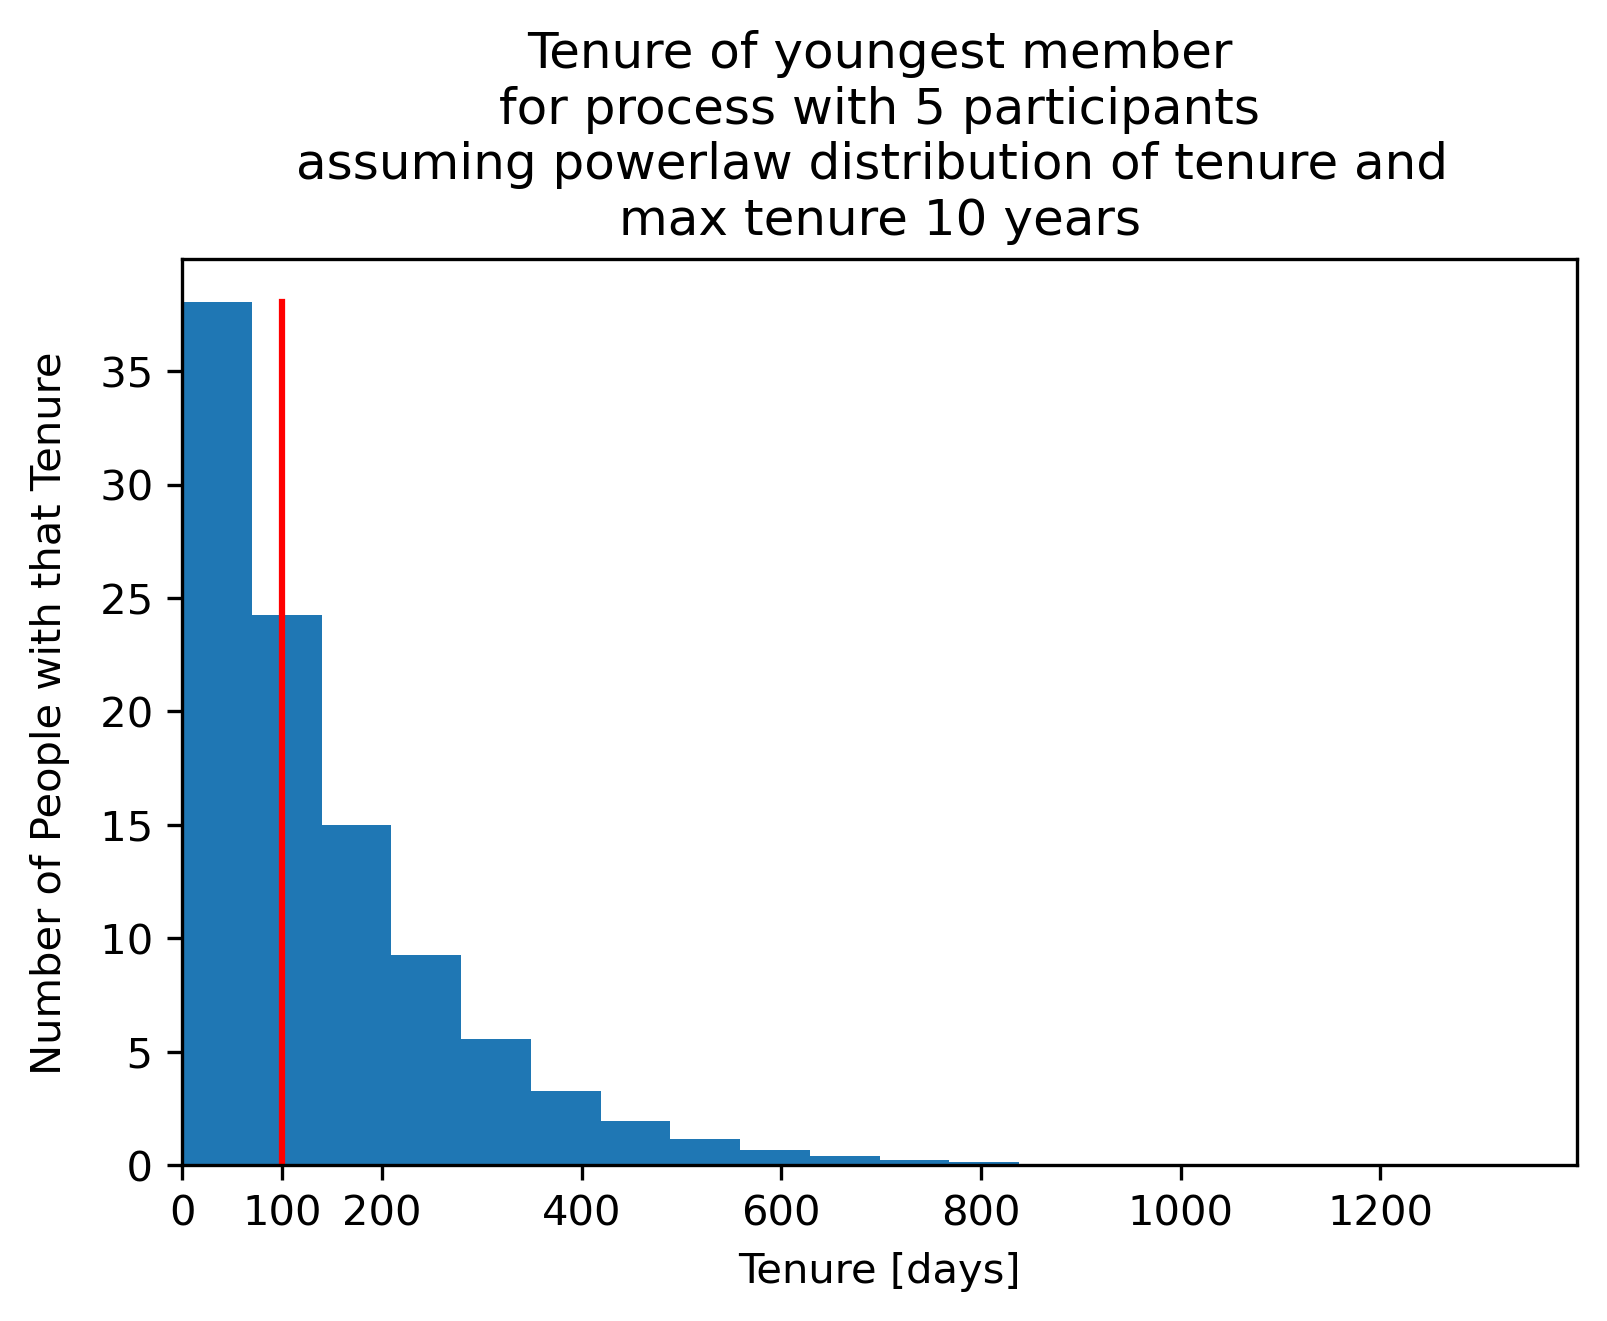 Tenure of youngest member
for process with 5 participants
assuming powerlaw distribution of tenure and
max tenure 10 years
Number of People with that Tenure
35
30
25
20
15
10
5
0
0 100 200 400 600 800 1000 1200
Tenure [days]